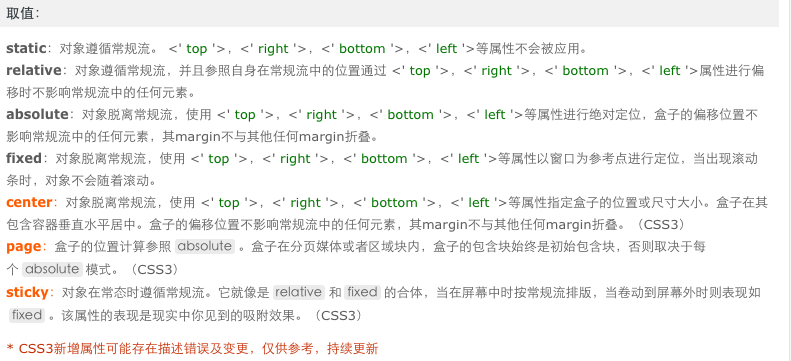 取值：
static：对象遵循常规流。 <' top '>，<' right '>，<' bottom '>，<' left '>等属性不会被应用。
relative：对象遵循常规流，并且参照自身在常规流中的位置通过 <' top '>，<' right '>，<' bottom '>，<' left '>属性进行偏
移时不影响常规流中的任何元素。
absolute：对象脱离常规流，使用 <' top '>，<' right '>，<' bottom '>，<' left '>等属性进行绝对定位，盒子的偏移位置不
影响常规流中的任何元素，其margin不与其他任何margin折叠。
fixed：对象脱离常规流，使用 <' top '>，<' right '>，<' bottom '>，<' left '>等属性以窗口为参考点进行定位，当出现滚动
条时，对象不会随着滚动。
center：对象脱离常规流，使用 <' top '>，<' right '>，<' bottom '>，<' left '>等属性指定盒子的位置或尺寸大小。盒子在其
包含容器垂直水平居中。盒子的偏移位置不影响常规流中的任何元素，其margin不与其他任何margin折叠。（CSS3）
page：盒子的位置计算参照 absolute 。盒子在分页媒体或者区域块内，盒子的包含块始终是初始包含块，否则取决于每
个 absolute 模式。（CSS3）
sticky：对象在常态时遵循常规流。它就像是 relative 和 fixed 的合体，当在屏幕中时按常规流排版，当卷动到屏幕外时则表现如
fixed 。该属性的表现是现实中你见到的吸附效果。（CSS3）
* CSS3新增属性可能存在描述错误及变更，仅供参考，持续更新